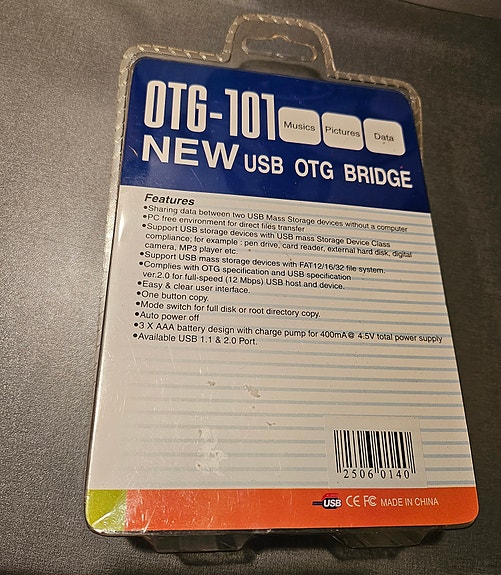 OTG-101
Musics
Pictures
Data
NEW USB OTG BRIDGE
Features
•Sharing data between two USB Mass Storage devices without a computer
•PC free environment for direct files transfer
•Support USB storage devices with USB mass Storage Device Class
compliance; for example : pen drive, card reader, external hard disk, digital
camera, MP3 player etc
•Support USB mass storage devices with FAT12/16/32 file system.
•Complies with OTG specification and USB specification
ver.2.0 for full-speed (12 Mbps) USB host and device.
•Easy & clear user interface.
•One button copy.
•Mode switch for full disk or root directory copy.
•Auto power off
•3 X AAA battery design with charge pump for 400mA@ 4.5V total power supply
•Available USB 1.1 & 2.0 Port.
2506 0140
USB CE FC MADE IN CHINA